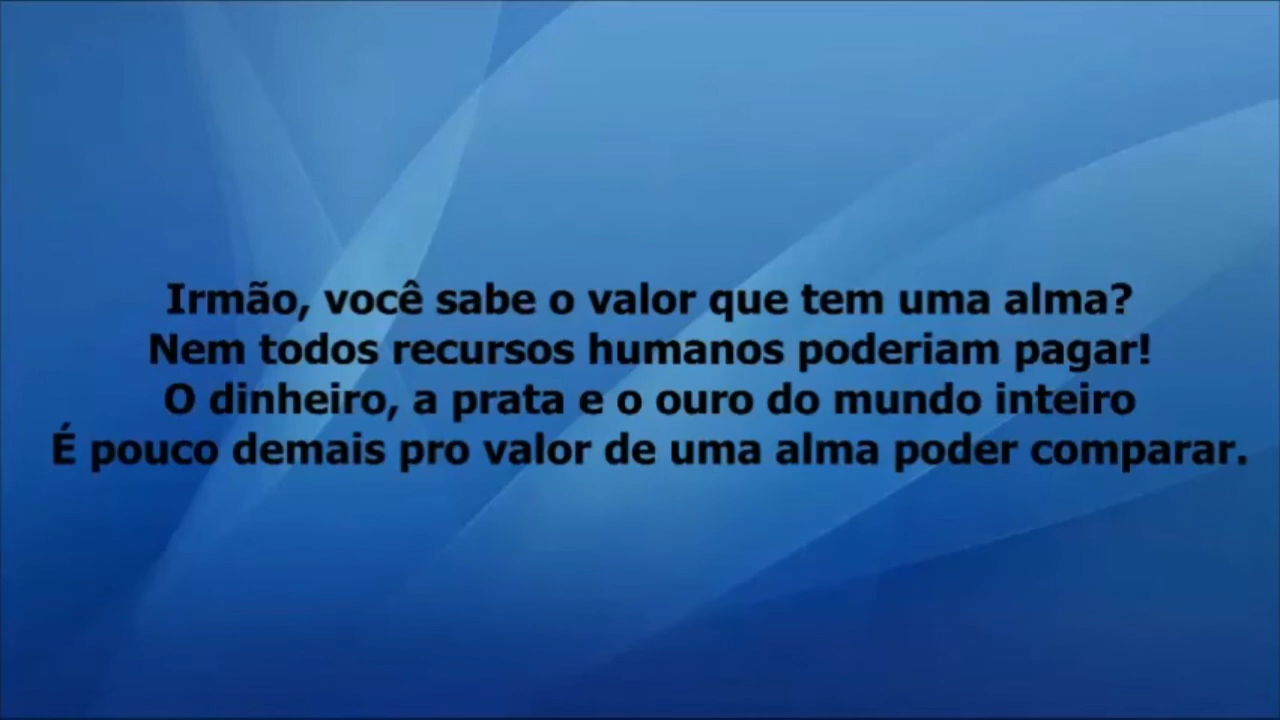 Irmão, você sabe o valor que tem uma alma?
Nem todos recursos humanos poderiam pagar!
O dinheiro, a prata e o ouro do mundo inteiro
É pouco demais pro valor de uma alma poder comparar.